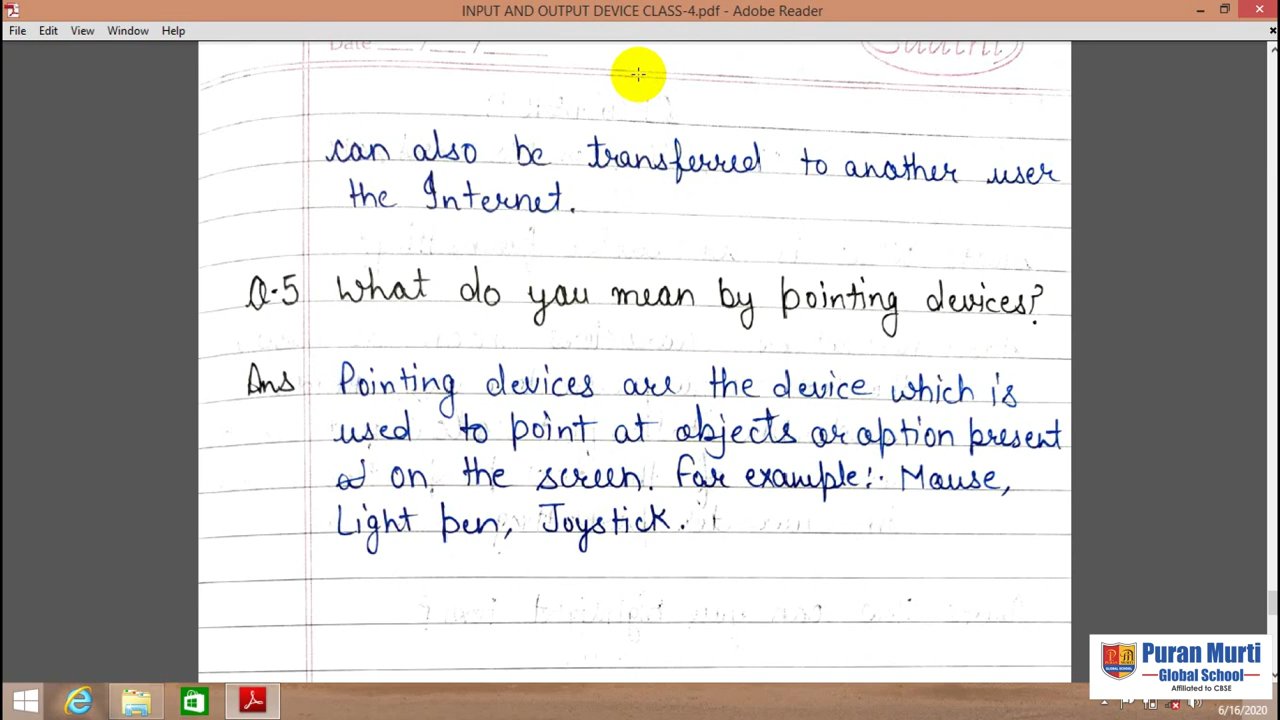 INPUT AND OUTPUT DEVICE CLASS-4.pdf - Adobe Reader
File Edit View Window Help
Date
Saathi
can also be transferred to another user
the Internet.
Q.5 What do you mean by pointing devices?
Ans Pointing devices are the device which is
used to point at objects or option present
on the screen. For example:- Mouse,
Light pen, Joystick.
Puran Murti
Global School
Affiliated to CBSE
6/16/2020